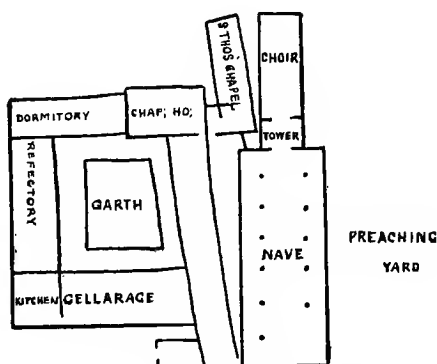 S THOS' CHAPEL
CHOIR
DORMITORY
CHAP; HO;
TOWER
REFECTORY
GARTH
NAVE
PREACHING
YARD
KITCHEN
CELLARAGE